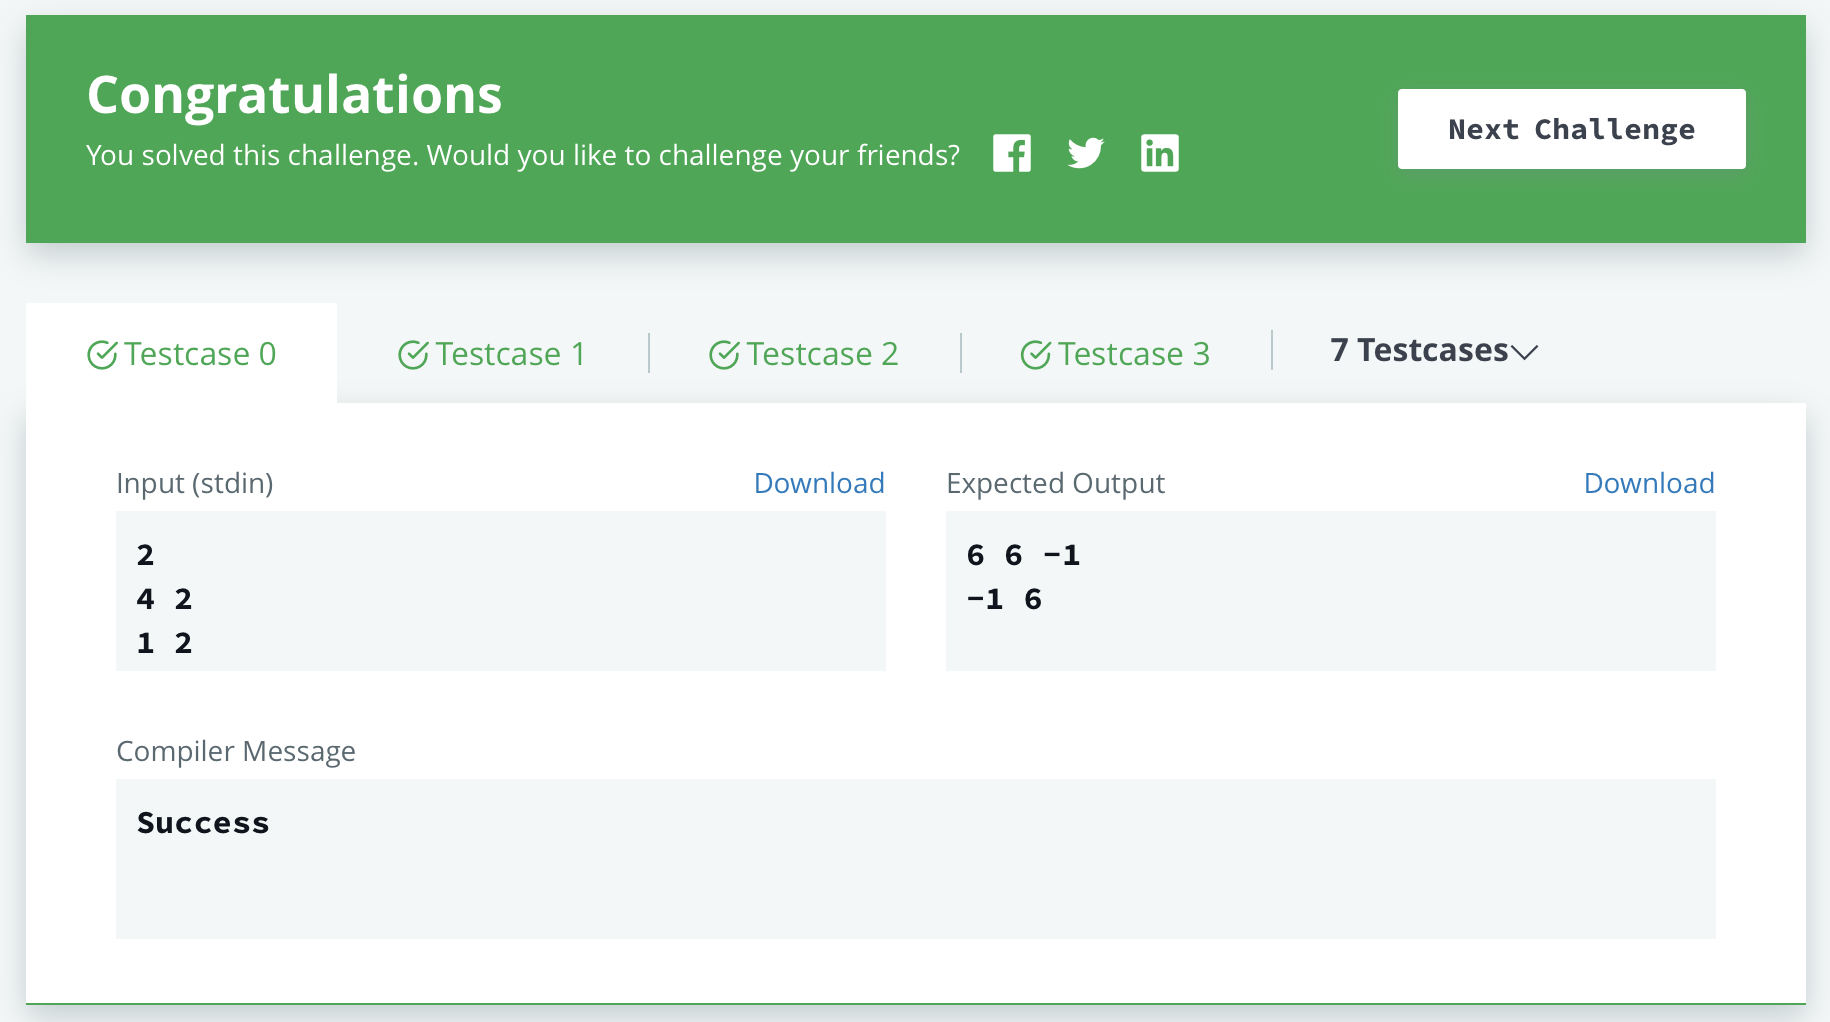 Congratulations
You solved this challenge. Would you like to challenge your friends?
Next Challenge
Testcase 0
Testcase 1
Testcase 2
Testcase 3
7 Testcases
Input (stdin)
Download
2
4 2
1 2
Expected Output
Download
6 6 −1
−1 6
Compiler Message
Success